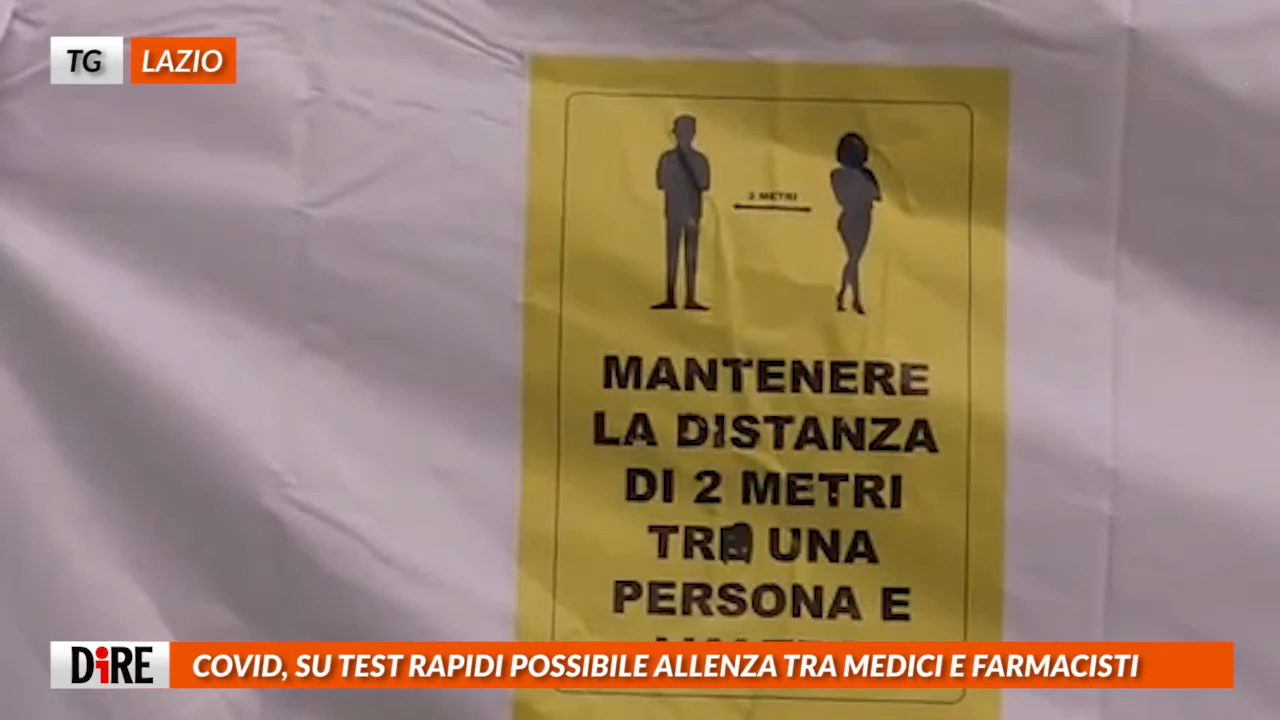 TG LAZIO
2 METRI
MANTENERE
LA DISTANZA
DI 2 METRI
TRA UNA
PERSONA E
DiRE COVID, SU TEST RAPIDI POSSIBILE ALLENZA TRA MEDICI E FARMACISTI